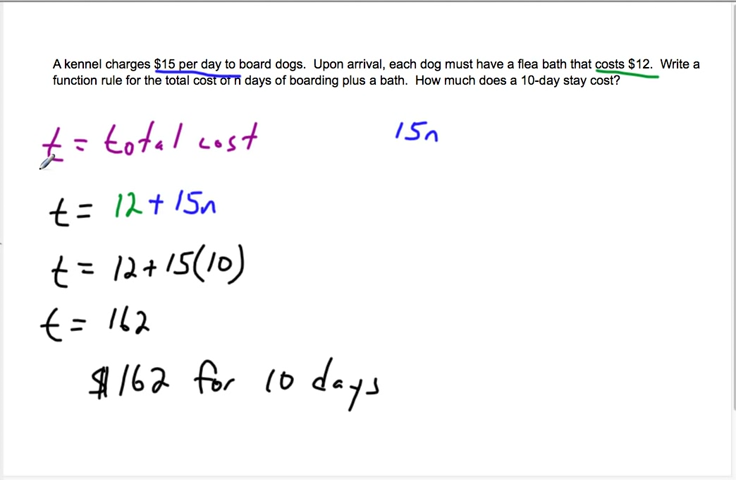 A kennel charges $15 per day to board dogs. Upon arrival, each dog must have a flea bath that costs $12. Write a
function rule for the total cost of n days of boarding plus a bath. How much does a 10-day stay cost?
t = total cost
15n
t = 12 + 15n
t = 12 + 15(10)
t = 162
$162 for 10 days